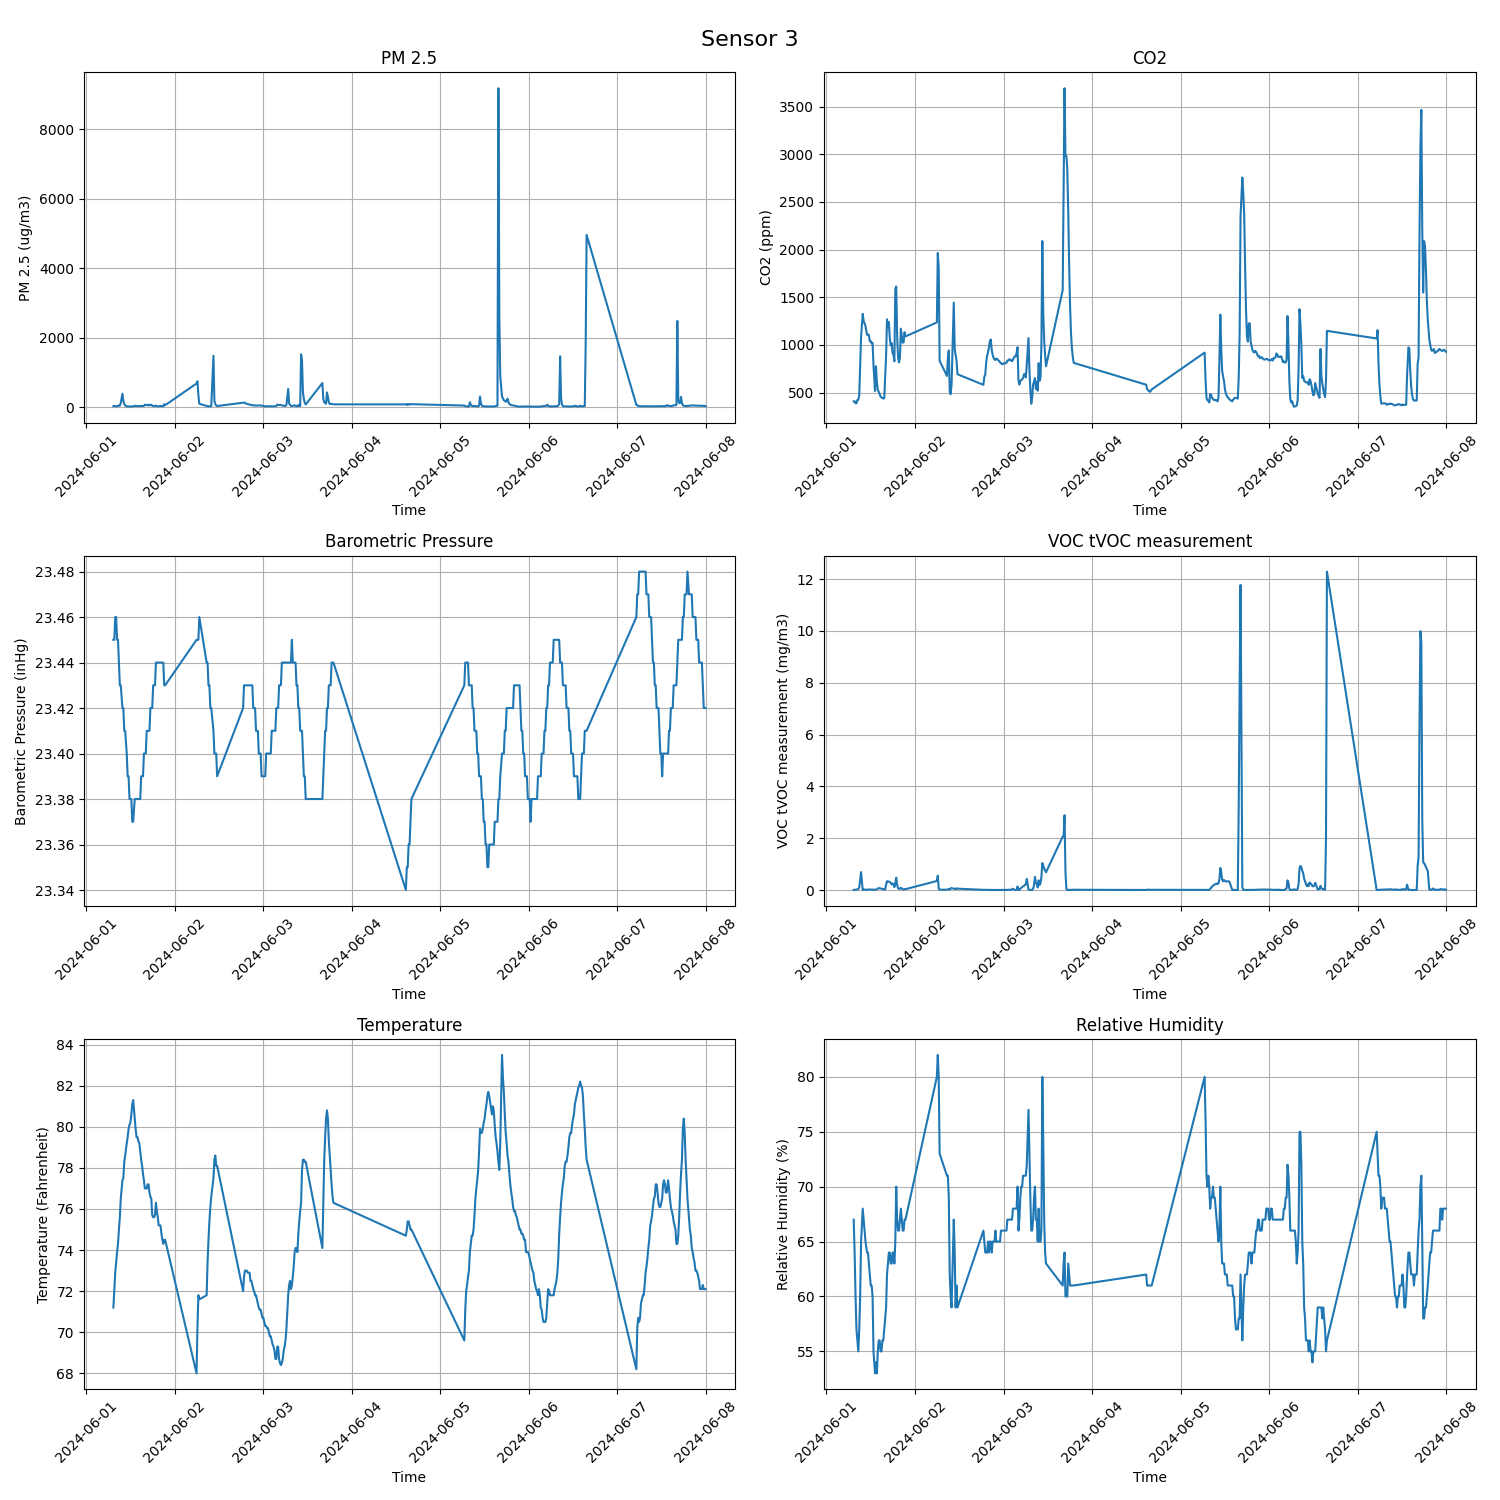 Sensor 3
PM 2.5
PM 2.5 (ug/m3)
8000
6000
4000
2000
0
2024-06-01 2024-06-02 2024-06-03 2024-06-04 2024-06-05 2024-06-06 2024-06-07 2024-06-08
Time
CO2
CO2 (ppm)
3500
3000
2500
2000
1500
1000
500
2024-06-01 2024-06-02 2024-06-03 2024-06-04 2024-06-05 2024-06-06 2024-06-07 2024-06-08
Time
Barometric Pressure
Barometric Pressure (inHg)
23.48
23.46
23.44
23.42
23.40
23.38
23.36
23.34
2024-06-01 2024-06-02 2024-06-03 2024-06-04 2024-06-05 2024-06-06 2024-06-07 2024-06-08
Time
VOC tVOC measurement
VOC tVOC measurement (mg/m3)
12
10
8
6
4
2
0
2024-06-01 2024-06-02 2024-06-03 2024-06-04 2024-06-05 2024-06-06 2024-06-07 2024-06-08
Time
Temperature
Temperature (Fahrenheit)
84
82
80
78
76
74
72
70
68
2024-06-01 2024-06-02 2024-06-03 2024-06-04 2024-06-05 2024-06-06 2024-06-07 2024-06-08
Time
Relative Humidity
Relative Humidity (%)
80
75
70
65
60
55
2024-06-01 2024-06-02 2024-06-03 2024-06-04 2024-06-05 2024-06-06 2024-06-07 2024-06-08
Time